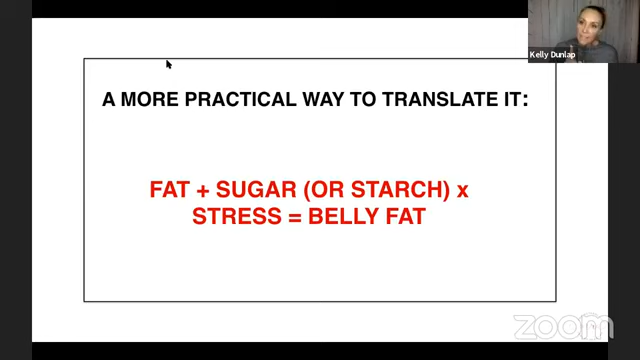 Kelly Dunlap
A MORE PRACTICAL WAY TO TRANSLATE IT:
FAT + SUGAR (OR STARCH) x
STRESS = BELLY FAT
zoom